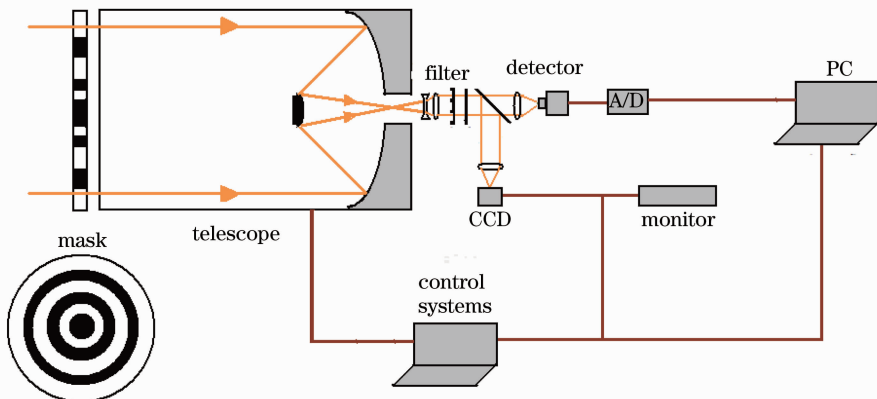 filter
detector
A/D
PC
CCD
monitor
mask
telescope
control
systems